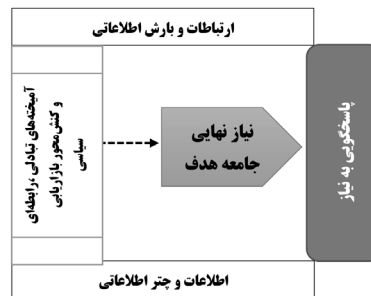 ارتباطات و بارش اطلاعاتی
پاسخگویی به نیاز
نیاز نهایی
جامعه هدف
آمیخته‌های تبادلی ،رابطه‌ای
و کنش‌محور بازاریابی
سیاسی
اطلاعات و چتر اطلاعاتی